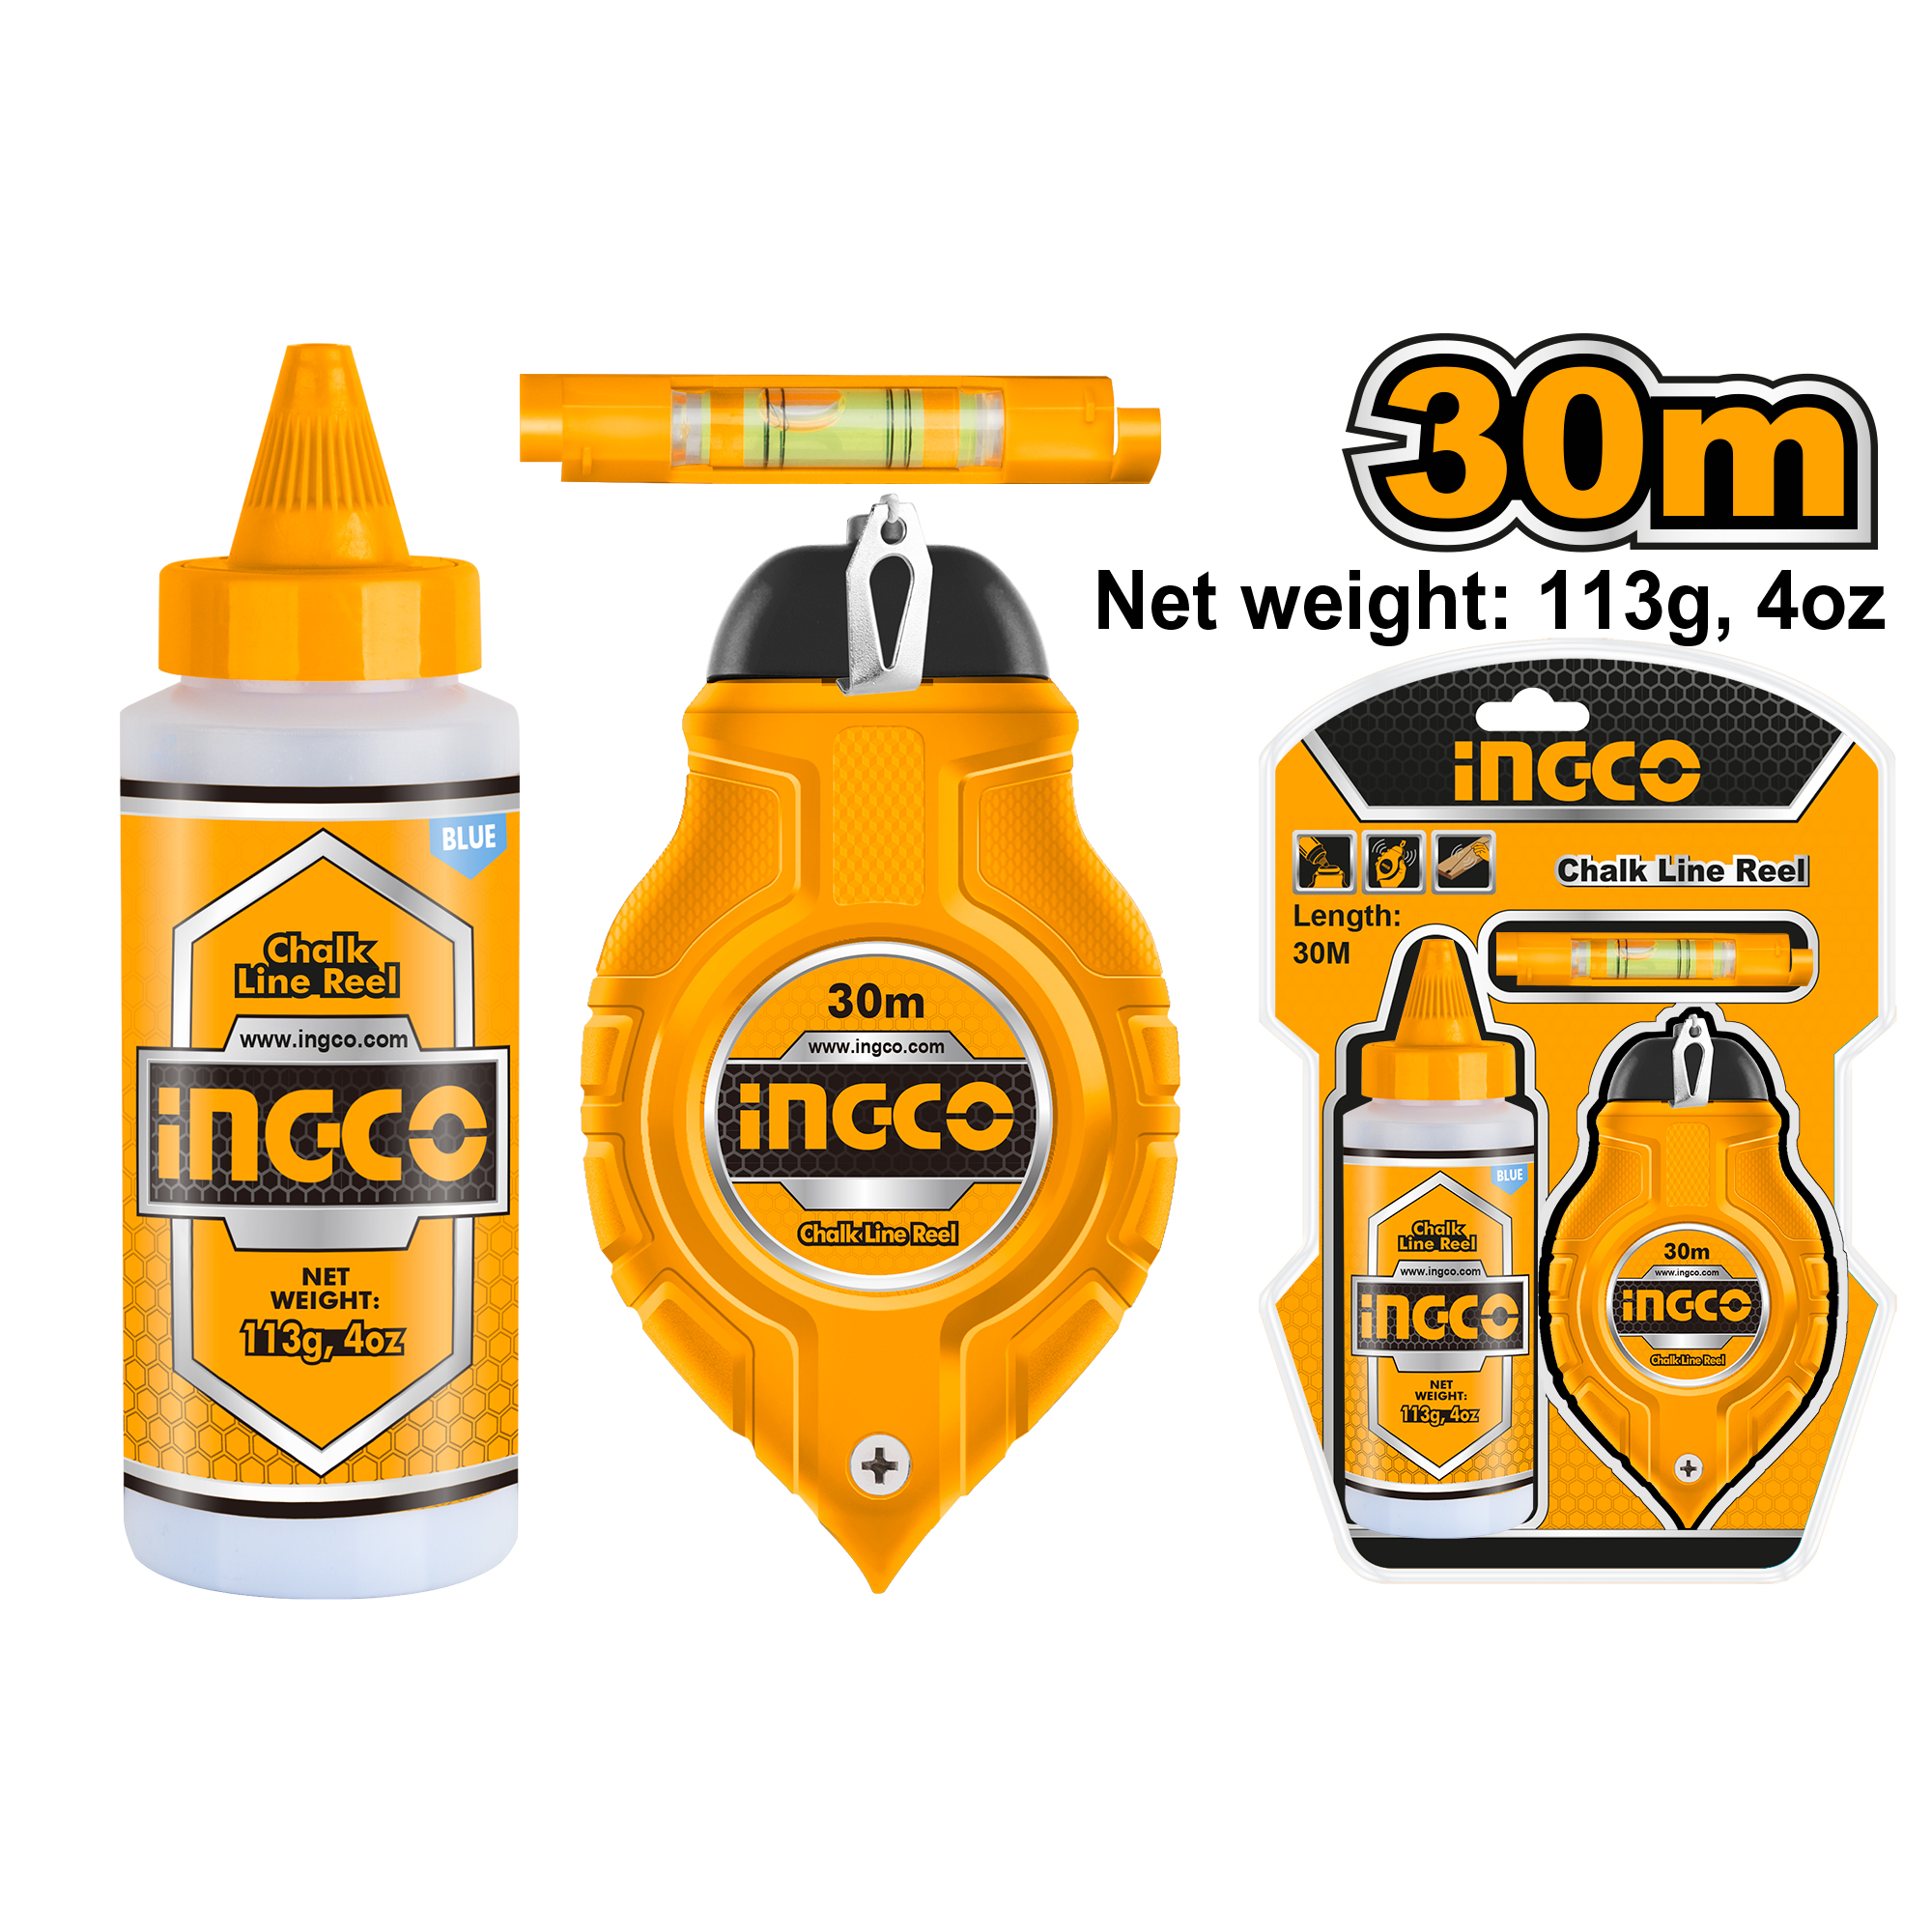 30m
Net weight: 113g, 4oz
BLUE
Chalk
Line Reel
www.ingco.com
INGCO
NET
WEIGHT:
113g, 4oz
30m
www.ingco.com
INGCO
Chalk Line Reel
INGCO
Chalk Line Reel
Length:
30M
BLUE
Chalk
Line Reel
www.ingco.com
INGCO
NET
WEIGHT:
113g, 4oz
30m
www.ingco.com
INGCO
Chalk Line Reel